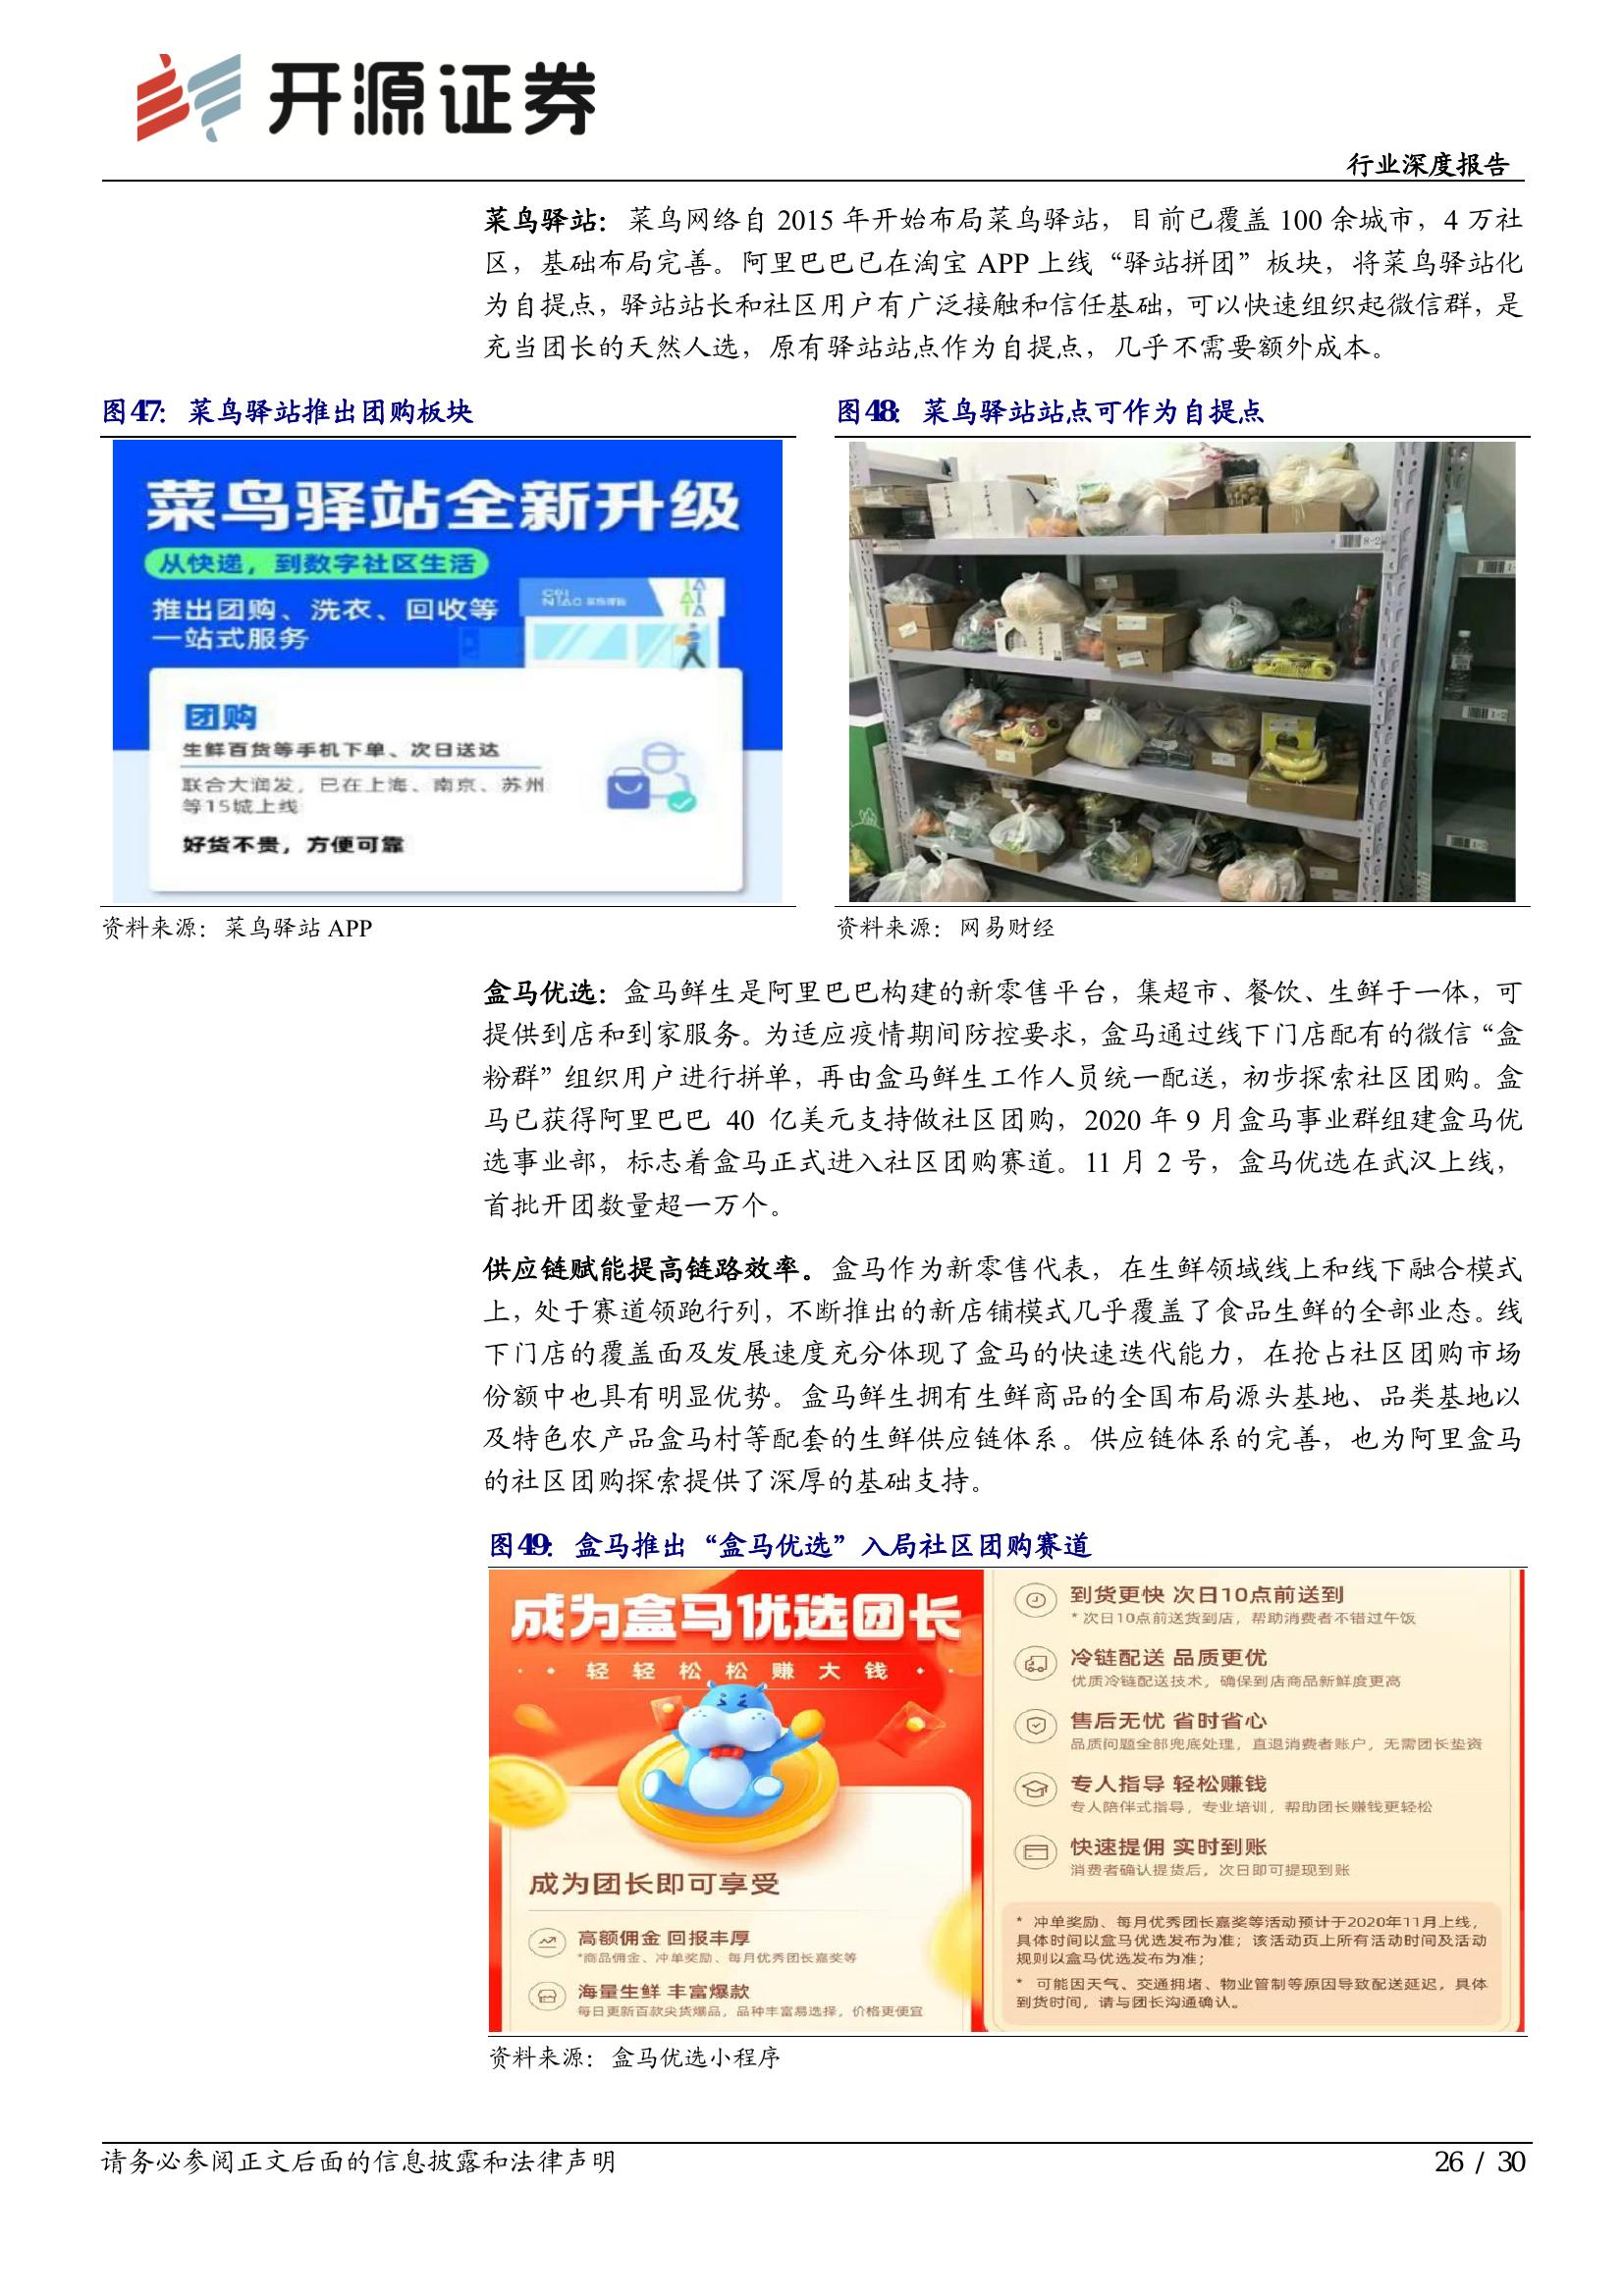 开源证券
行业深度报告
菜鸟驿站：菜鸟网络自 2015 年开始布局菜鸟驿站，目前已覆盖 100 余城市，4 万社
区，基础布局完善。阿里巴巴已在淘宝 APP 上线“驿站拼团”板块，将菜鸟驿站化
为自提点，驿站站长和社区用户有广泛接触和信任基础，可以快速组织起微信群，是
充当团长的天然人选，原有驿站站点作为自提点，几乎不需要额外成本。
图47：菜鸟驿站推出团购板块
菜鸟驿站全新升级
从快递，到数字社区生活
推出团购、洗衣、回收等
一站式服务
团购
生鲜百货等手机下单、次日送达
联合大润发，已在上海、南京、苏州
等15城上线
好货不贵，方便可靠
资料来源：菜鸟驿站 APP
图48：菜鸟驿站站点可作为自提点
资料来源：网易财经
盒马优选：盒马鲜生是阿里巴巴构建的新零售平台，集超市、餐饮、生鲜于一体，可
提供到店和到家服务。为适应疫情期间防控要求，盒马通过线下门店配有的微信“盒
粉群”组织用户进行拼单，再由盒马鲜生工作人员统一配送，初步探索社区团购。盒
马已获得阿里巴巴 40 亿美元支持做社区团购，2020 年 9 月盒马事业群组建盒马优
选事业部，标志着盒马正式进入社区团购赛道。11 月 2 号，盒马优选在武汉上线，
首批开团数量超一万个。
供应链赋能提高链路效率。盒马作为新零售代表，在生鲜领域线上和线下融合模式
上，处于赛道领跑行列，不断推出的新店铺模式几乎覆盖了食品生鲜的全部业态。线
下门店的覆盖面及发展速度充分体现了盒马的快速迭代能力，在抢占社区团购市场
份额中也具有明显优势。盒马鲜生拥有生鲜商品的全国布局源头基地、品类基地以
及特色农产品盒马村等配套的生鲜供应链体系。供应链体系的完善，也为阿里盒马
的社区团购探索提供了深厚的基础支持。
图49：盒马推出“盒马优选”入局社区团购赛道
成为盒马优选团长
轻轻松松赚大钱
成为团长即可享受
高额佣金 回报丰厚
*商品佣金、冲单奖励、每月优秀团长嘉奖等
海量生鲜 丰富爆款
每日更新百款尖货爆品，品种丰富易选择，价格更便宜
到货更快 次日10点前送到
* 次日10点前送货到店，帮助消费者不错过午饭
冷链配送 品质更优
优质冷链配送技术，确保到店商品新鲜度更高
售后无忧 省时省心
品质问题全部兜底处理，直退消费者账户，无需团长垫资
专人指导 轻松赚钱
专人陪伴式指导，专业培训，帮助团长赚钱更轻松
快速提佣 实时到账
消费者确认提货后，次日即可提现到账
* 冲单奖励、每月优秀团长嘉奖等活动预计于2020年11月上线，
具体时间以盒马优选发布为准；该活动页上所有活动时间及活动
规则以盒马优选发布为准；
* 可能因天气、交通拥堵、物业管制等原因导致配送延迟，具体
到货时间，请与团长沟通确认。
资料来源：盒马优选小程序
请务必参阅正文后面的信息披露和法律声明
26 / 30